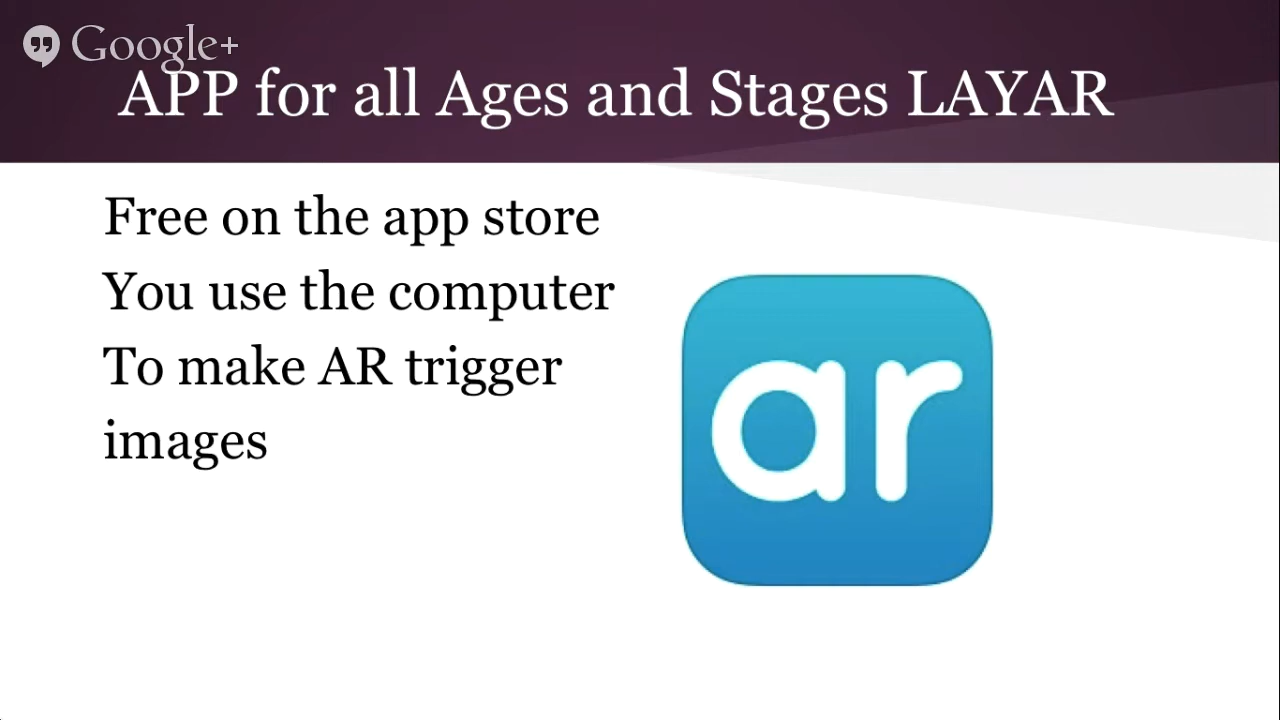 Google+
APP for all Ages and Stages LAYAR
Free on the app store
You use the computer
To make AR trigger
images
ar